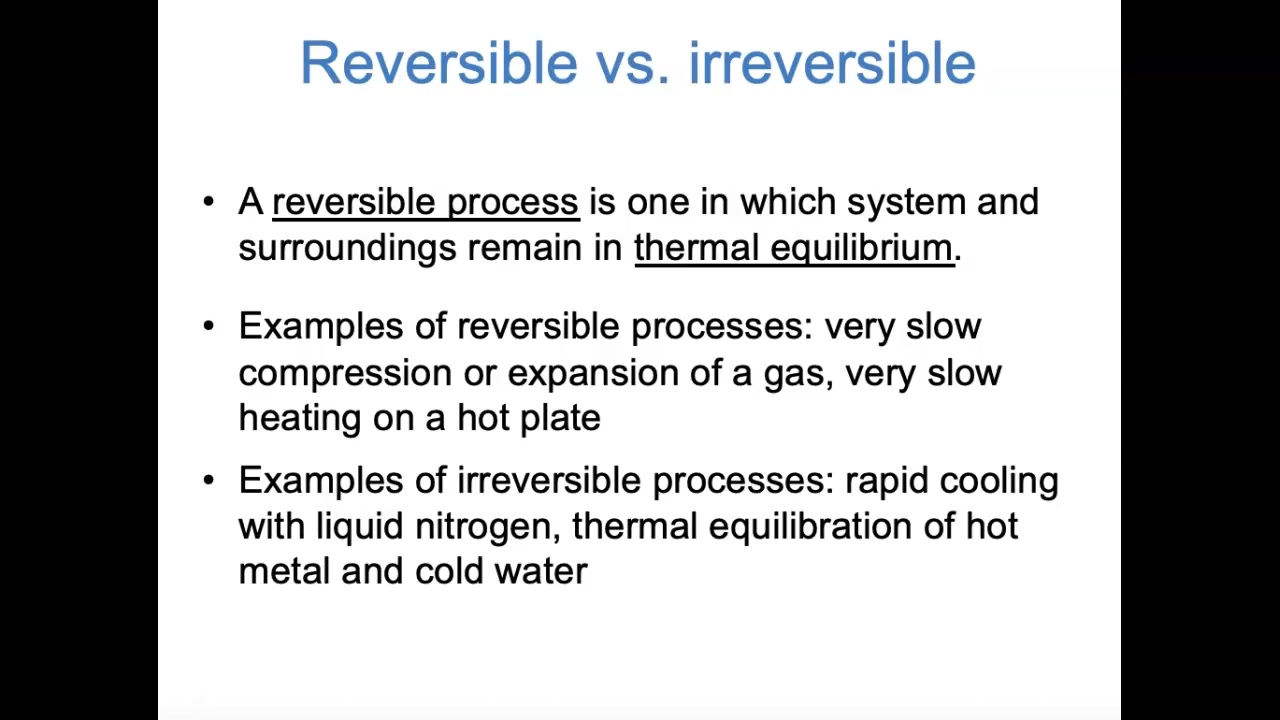 Reversible vs. irreversible
• A reversible process is one in which system and
surroundings remain in thermal equilibrium.
• Examples of reversible processes: very slow
compression or expansion of a gas, very slow
heating on a hot plate
• Examples of irreversible processes: rapid cooling
with liquid nitrogen, thermal equilibration of hot
metal and cold water